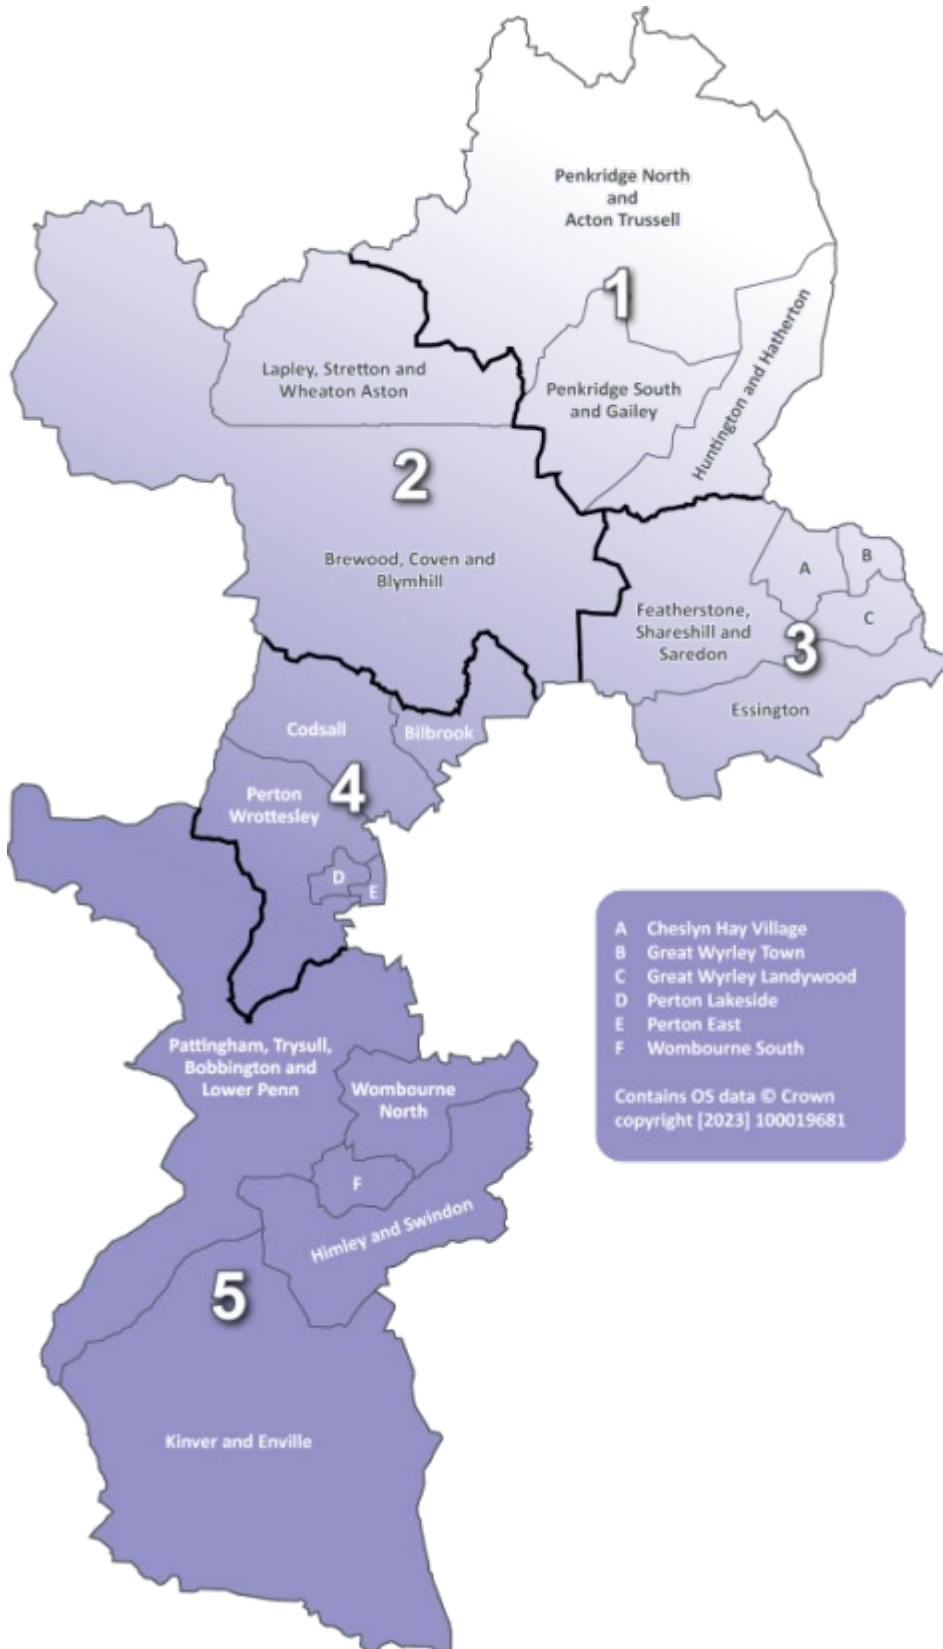 Penkridge North
and
Acton Trussell
1
Huntington and Hatherton
Lapley, Stretton and
Wheaton Aston
Penkridge South
and Gailey
2
Brewood, Coven and
Blymhill
A
B
C
Featherstone,
Shareshill and
Saredon
3
Essington
Codsall
Bilbrook
4
Perton
Wrottesley
D
E
A Cheslyn Hay Village
B Great Wyrley Town
C Great Wyrley Landywood
D Perton Lakeside
E Perton East
F Wombourne South
Contains OS data © Crown
copyright [2023] 100019681
Pattingham, Trysull,
Bobbington and
Lower Penn
Wombourne
North
F
Himley and Swindon
5
Kinver and Enville